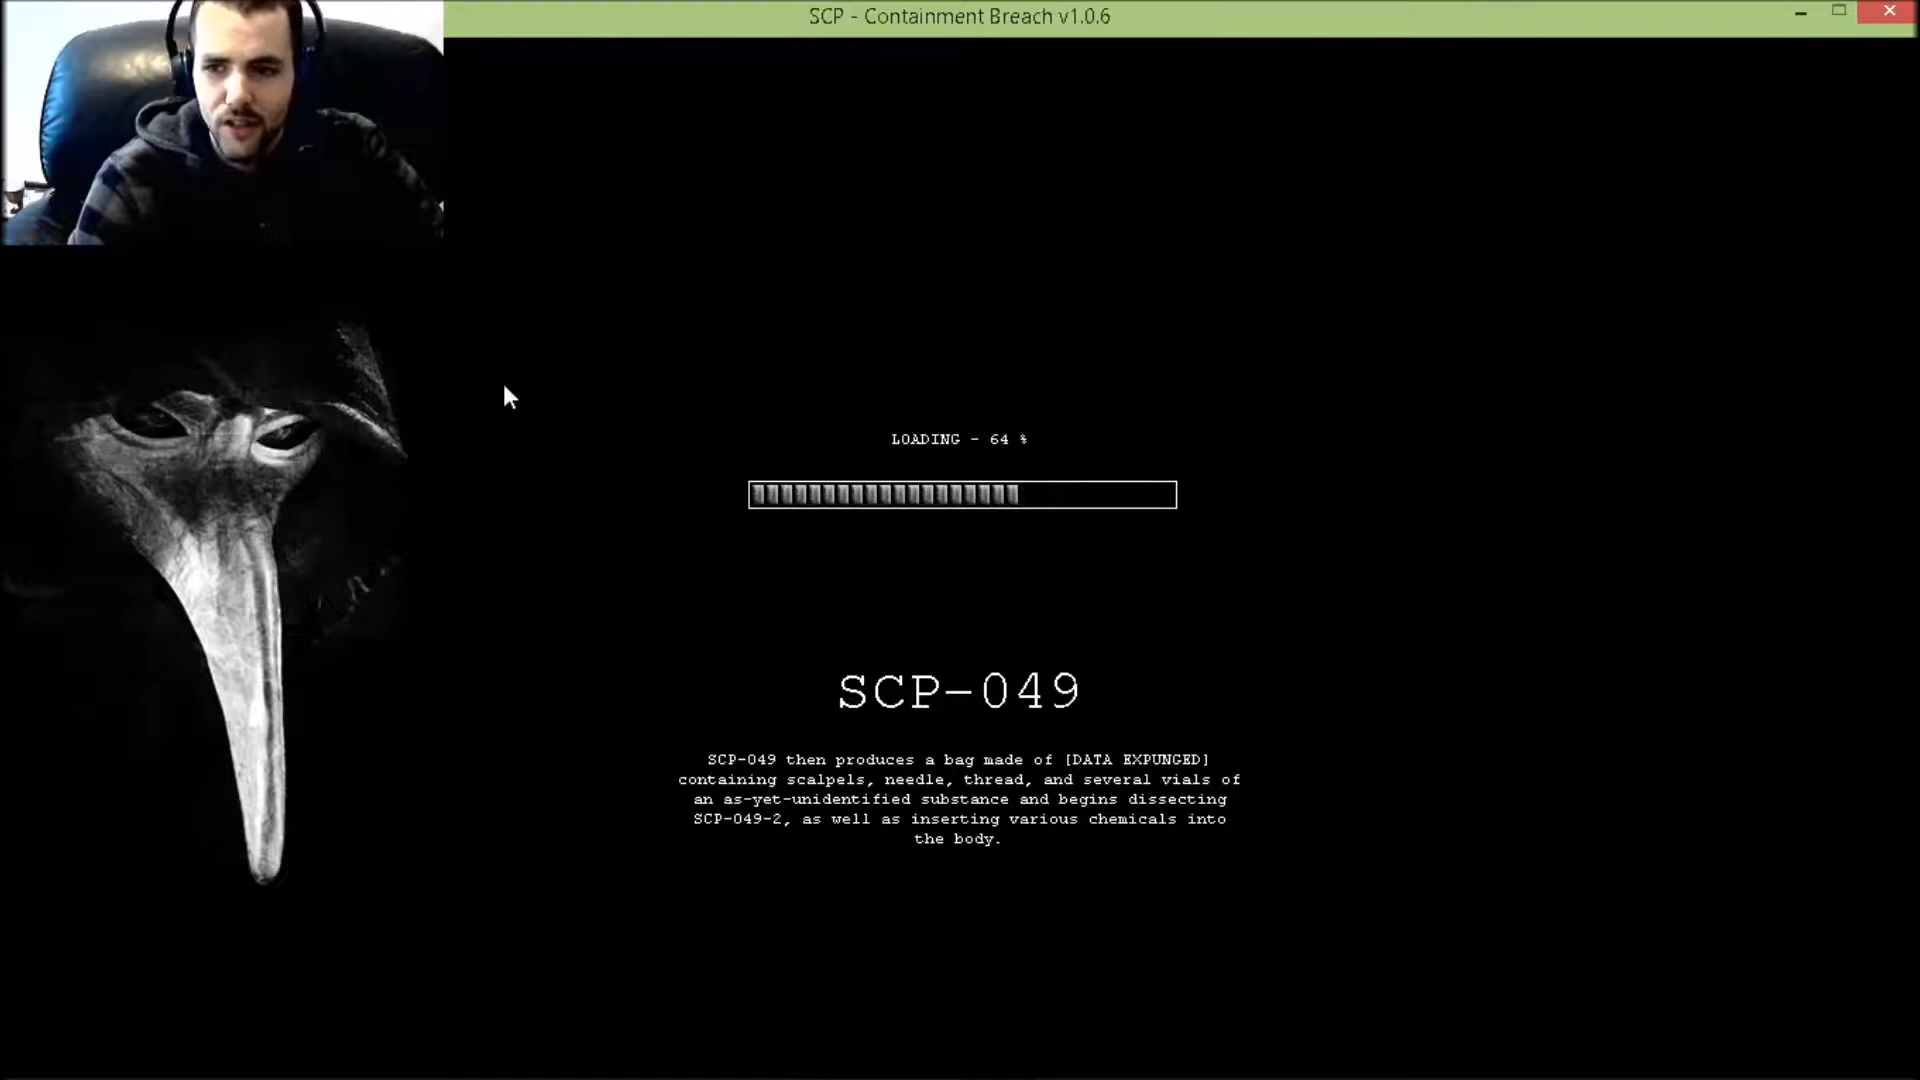 SCP - Containment Breach v1.0.6
LOADING - 64 %
SCP-049
SCP-049 then produces a bag made of [DATA EXPUNGED]
containing scalpels, needle, thread, and several vials of
an as-yet-unidentified substance and begins dissecting
SCP-049-2, as well as inserting various chemicals into
the body.